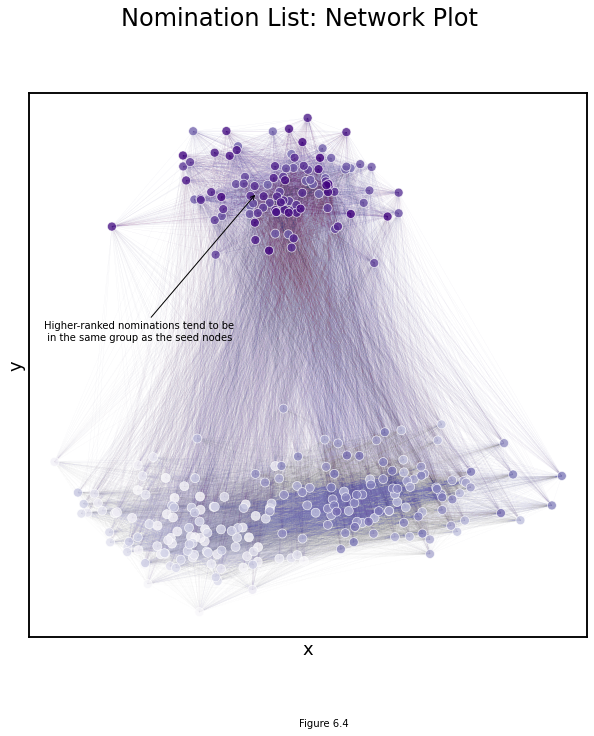 Nomination List: Network Plot
Higher-ranked nominations tend to be
in the same group as the seed nodes
y
x
Figure 6.4